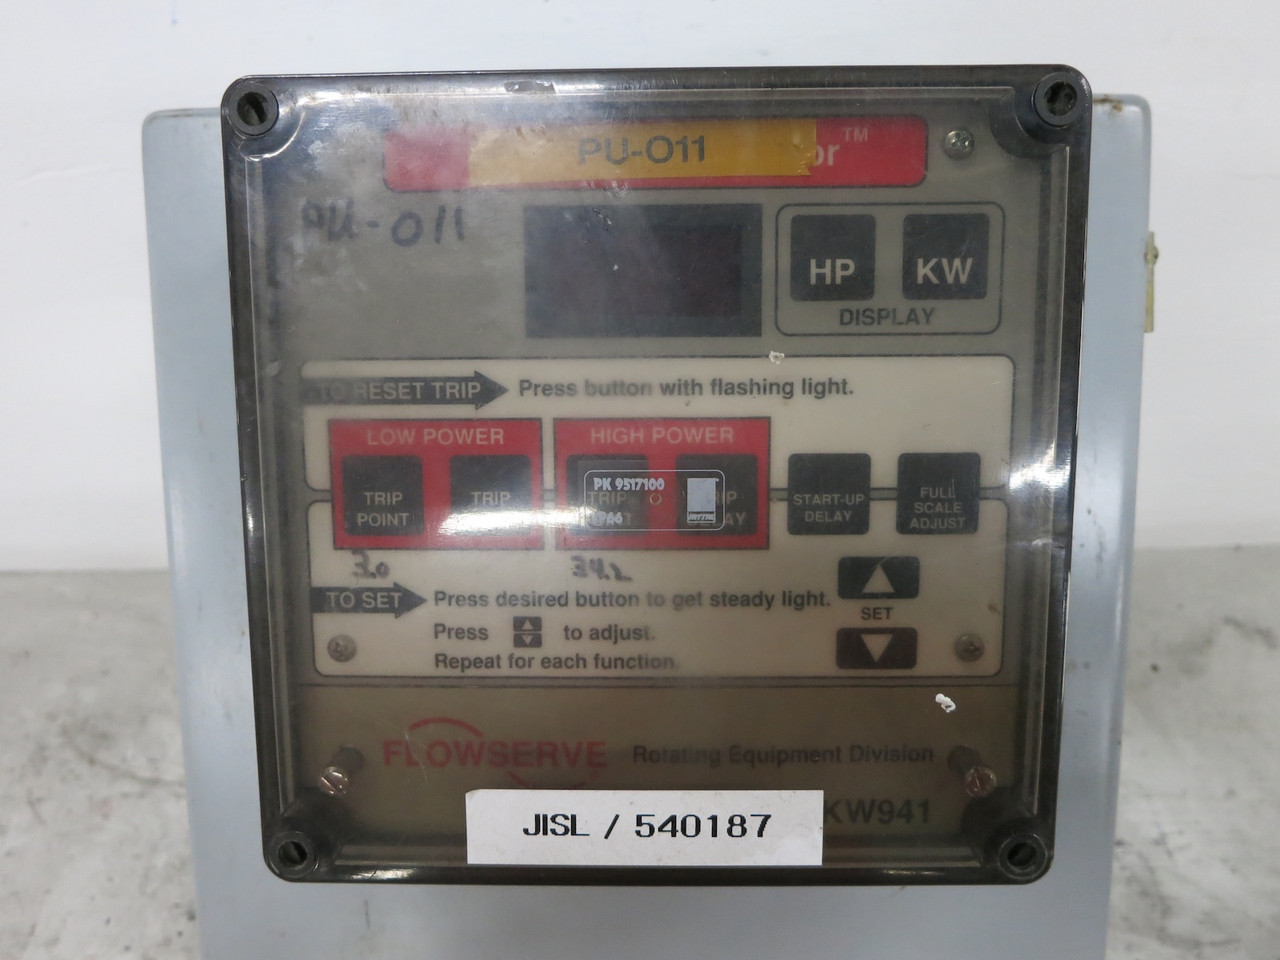 PU-011
or™
PU-011
HP KW
DISPLAY
TO RESET TRIP Press button with flashing light.
LOW POWER HIGH POWER
TRIP POINT
TRIP
TRIP
PK 9517100
START-UP DELAY
FULL SCALE ADJUST
3.0 34.2
TO SET Press desired button to get steady light.
Press to adjust.
Repeat for each function.
SET
FLOWSERVE Rotating Equipment Division
KW941
JISL / 540187